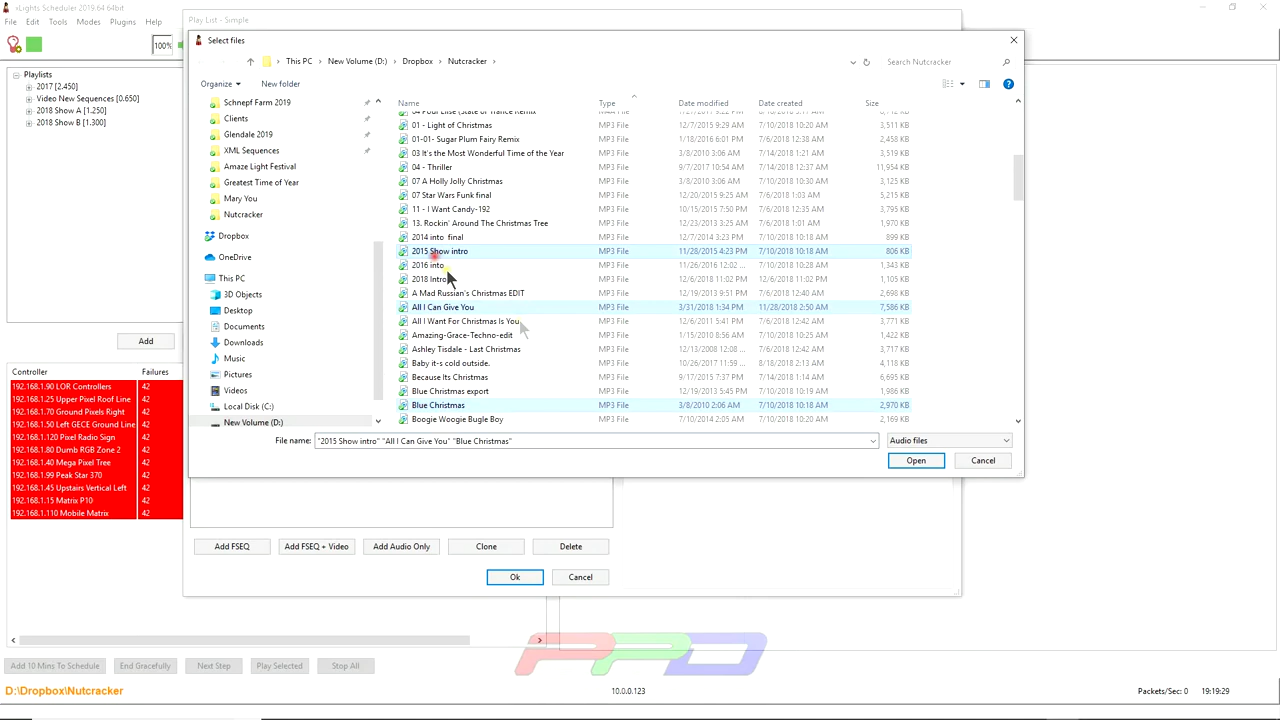 xLights Scheduler 2019.64 64bit
File Edit Tools Modes Plugins Help
100%
Playlists
2017 [2.450]
Video New Sequences [0.650]
2018 Show A [1.250]
2018 Show B [1.300]
Add
Controller Failures
192.168.1.90 LOR Controllers 42
192.168.1.25 Upper Pixel Roof Line 42
192.168.1.70 Ground Pixels Right 42
192.168.1.50 Left GECE Ground Line 42
192.168.1.120 Pixel Radio Sign 42
192.168.1.80 Dumb RGB Zone 2 42
192.168.1.40 Mega Pixel Tree 42
192.168.1.99 Peak Star 370 42
192.168.1.45 Upstairs Vertical Left 42
192.168.1.15 Matrix P10 42
192.168.1.110 Mobile Matrix 42
Play List - Simple
Select files
This PC > New Volume (D:) > Dropbox > Nutcracker >
Search Nutcracker
Organize New folder
Schnepf Farm 2019
Clients
Glendale 2019
XML Sequences
Amaze Light Festival
Greatest Time of Year
Mary You
Nutcracker
Dropbox
OneDrive
This PC
3D Objects
Desktop
Documents
Downloads
Music
Pictures
Videos
Local Disk (C:)
New Volume (D:)
Name Type Date modified Date created Size
01 - Light of Christmas MP3 File 12/7/2015 9:29 AM 7/10/2018 10:20 AM 3,511 KB
01-01- Sugar Plum Fairy Remix MP3 File 1/18/2016 6:01 PM 7/6/2018 12:38 AM 2,458 KB
03 It's the Most Wonderful Time of the Year MP3 File 3/8/2010 3:06 AM 7/14/2018 1:21 AM 3,519 KB
04 - Thriller MP3 File 9/7/2017 10:54 AM 7/14/2018 12:37 AM 11,954 KB
07 A Holly Jolly Christmas MP3 File 3/8/2010 3:06 AM 7/10/2018 10:30 AM 3,125 KB
07 Star Wars Funk final MP3 File 12/20/2015 9:25 AM 7/6/2018 1:03 AM 5,215 KB
11 - I Want Candy-192 MP3 File 10/15/2015 7:50 PM 7/6/2018 12:35 AM 3,795 KB
13. Rockin' Around The Christmas Tree MP3 File 12/23/2013 3:25 AM 7/6/2018 1:01 AM 1,970 KB
2014 into final MP3 File 12/7/2014 3:23 PM 7/10/2018 10:18 AM 899 KB
2015 Show intro MP3 File 11/28/2015 4:23 PM 7/10/2018 10:18 AM 806 KB
2016 into MP3 File 11/26/2016 12:02 ... 7/10/2018 10:28 AM 1,343 KB
2018 Intro MP3 File 12/6/2018 11:02 PM 12/6/2018 11:02 PM 1,105 KB
A Mad Russian's Christmas EDIT MP3 File 12/19/2013 9:51 PM 7/6/2018 12:40 AM 2,698 KB
All I Can Give You MP3 File 3/31/2018 1:34 PM 11/28/2018 2:50 AM 7,586 KB
All I Want For Christmas Is You MP3 File 12/6/2011 5:41 PM 7/6/2018 12:42 AM 3,771 KB
Amazing-Grace-Techno-edit MP3 File 1/15/2010 8:56 AM 7/10/2018 10:20 AM 1,422 KB
Ashley Tisdale - Last Christmas MP3 File 12/13/2008 12:08 ... 7/6/2018 12:42 AM 3,717 KB
Baby it-s cold outside. MP3 File 10/26/2017 11:59 ... 8/18/2018 2:13 AM 4,118 KB
Because Its Christmas MP3 File 9/17/2015 7:37 PM 7/14/2018 1:14 AM 6,695 KB
Blue Christmas export MP3 File 12/19/2013 5:45 PM 7/10/2018 10:19 AM 1,986 KB
Blue Christmas MP3 File 3/8/2010 2:06 AM 7/10/2018 10:18 AM 2,970 KB
Boogie Woogie Bugle Boy MP3 File 7/10/2014 2:05 AM 7/10/2018 10:20 AM 2,169 KB
File name: "2015 Show intro" "All I Can Give You" "Blue Christmas" Audio files
Open Cancel
Add FSEQ Add FSEQ + Video Add Audio Only Clone Delete
Ok Cancel
PPD
Add 10 Mins To Schedule End Gracefully Next Step Play Selected Stop All
D:\Dropbox\Nutcracker 10.0.0.123 Packets/Sec: 0 19:19:29